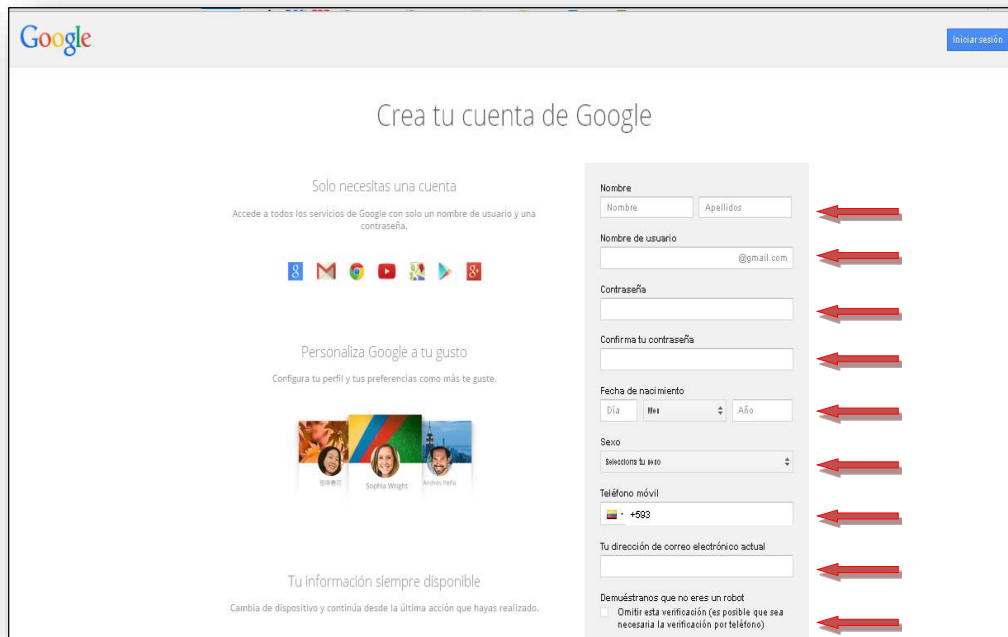 Google
Iniciar sesión
Crea tu cuenta de Google
Solo necesitas una cuenta
Accede a todos los servicios de Google con solo un nombre de usuario y una
contraseña.
Personaliza Google a tu gusto
Configura tu perfil y tus preferencias como más te guste.
Sophia Wright
Andrés Peña
Tu información siempre disponible
Cambia de dispositivo y continúa desde la última acción que hayas realizado.
Nombre
Nombre Apellidos
Nombre de usuario
@gmail.com
Contraseña
Confirma tu contraseña
Fecha de nacimiento
Día Mes Año
Sexo
Selecciona tu sexo
Teléfono móvil
+593
Tu dirección de correo electrónico actual
Demuéstranos que no eres un robot
Omitir esta verificación (es posible que sea
necesaria la verificación por teléfono)